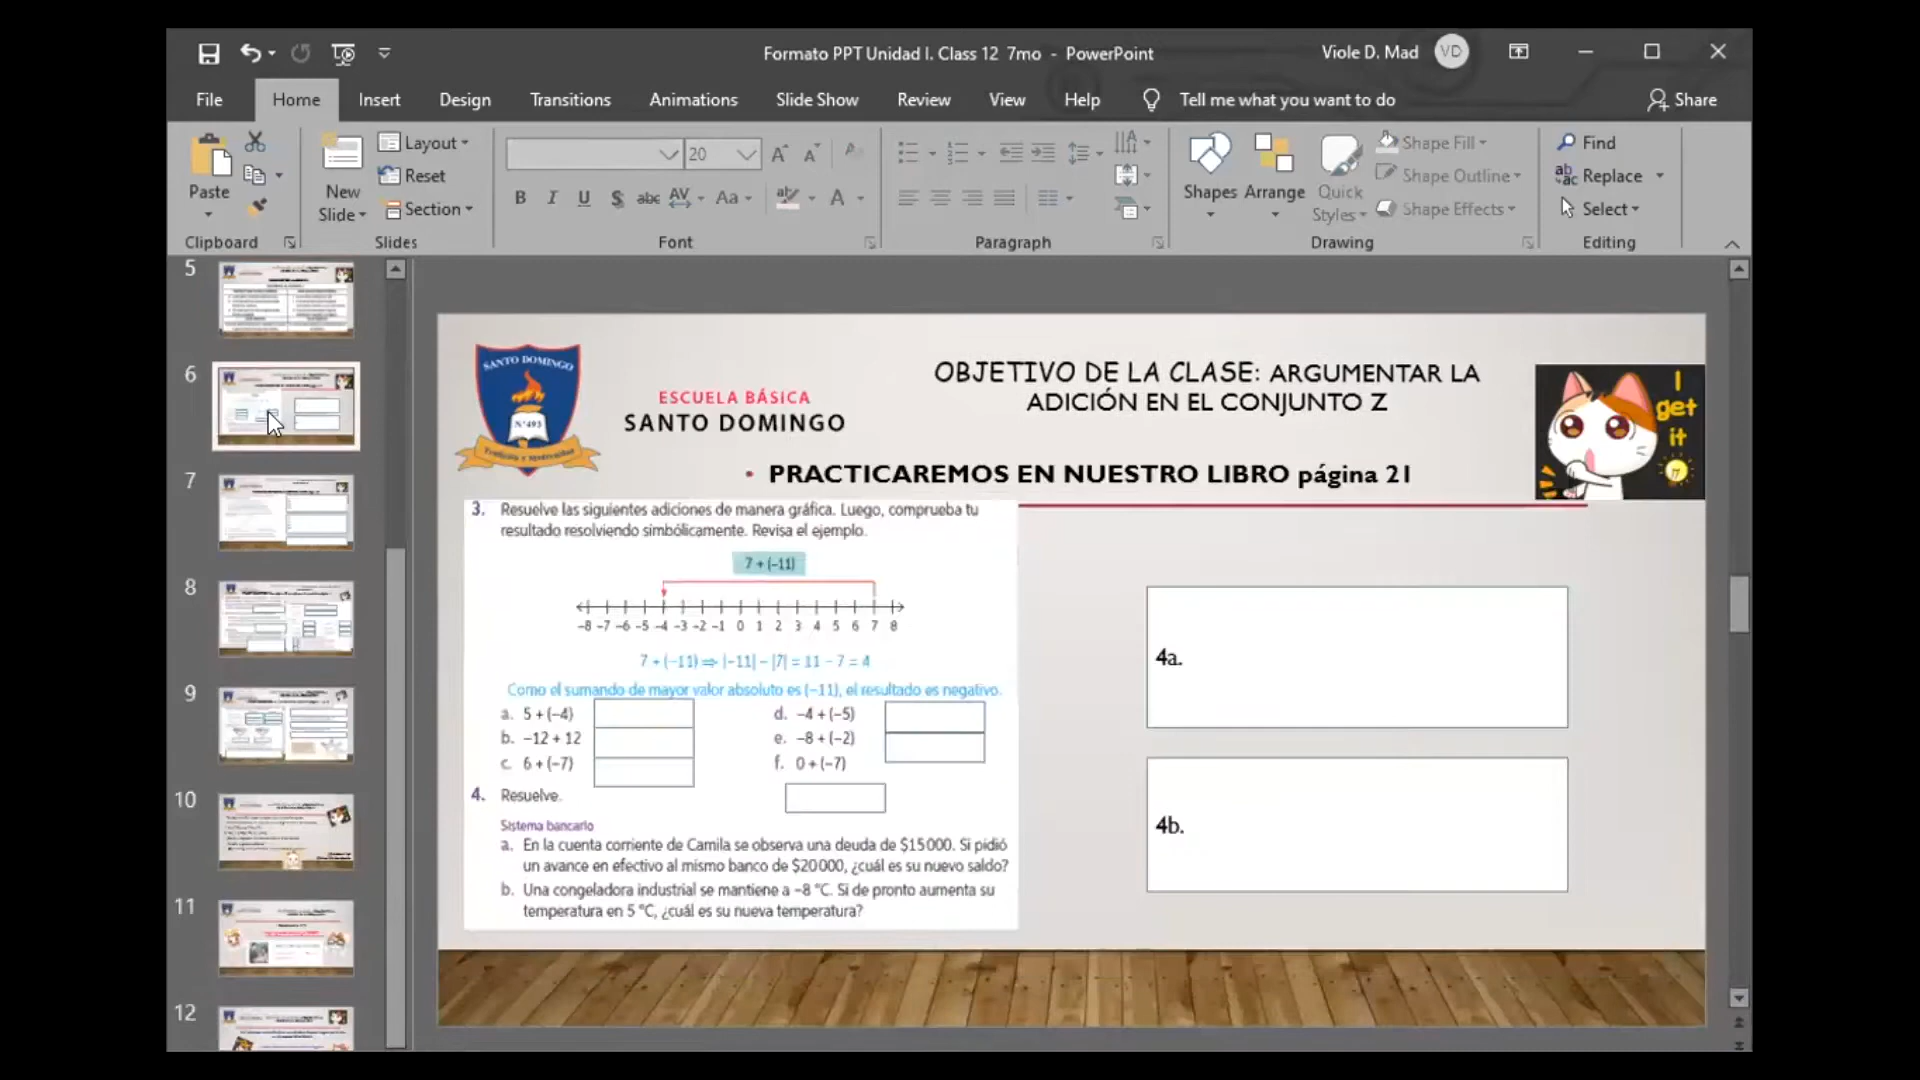 Formato PPT Unidad I. Class 12 7mo - PowerPoint
Viole D. Mad VD
File Home Insert Design Transitions Animations Slide Show Review View Help Tell me what you want to do Share
Paste
New Slide
Layout
Reset
Section
20
B I U S abc AV Aa A
Shapes Arrange Quick Styles
Shape Fill
Shape Outline
Shape Effects
Find
Replace
Select
Clipboard Slides Font Paragraph Drawing Editing
5
6
7
8
9
10
11
12
SANTO DOMINGO
N°493
ESCUELA BÁSICA
SANTO DOMINGO
OBJETIVO DE LA CLASE: ARGUMENTAR LA
ADICIÓN EN EL CONJUNTO Z
I get it
• PRACTICAREMOS EN NUESTRO LIBRO página 21
3. Resuelve las siguientes adiciones de manera gráfica. Luego, comprueba tu
resultado resolviendo simbólicamente. Revisa el ejemplo.
7 + (-11)
-8 -7 -6 -5 -4 -3 -2 -1 0 1 2 3 4 5 6 7 8
7 + (-11) ⇒ |-11| - |7| = 11 - 7 = 4
Como el sumando de mayor valor absoluto es (-11), el resultado es negativo.
a. 5 + (-4)
b. -12 + 12
c. 6 + (-7)
d. -4 + (-5)
e. -8 + (-2)
f. 0 + (-7)
4. Resuelve.
Sistema bancario
a. En la cuenta corriente de Camila se observa una deuda de $15000. Si pidió
un avance en efectivo al mismo banco de $20000, ¿cuál es su nuevo saldo?
b. Una congeladora industrial se mantiene a -8 °C. Si de pronto aumenta su
temperatura en 5 °C, ¿cuál es su nueva temperatura?
4a.
4b.